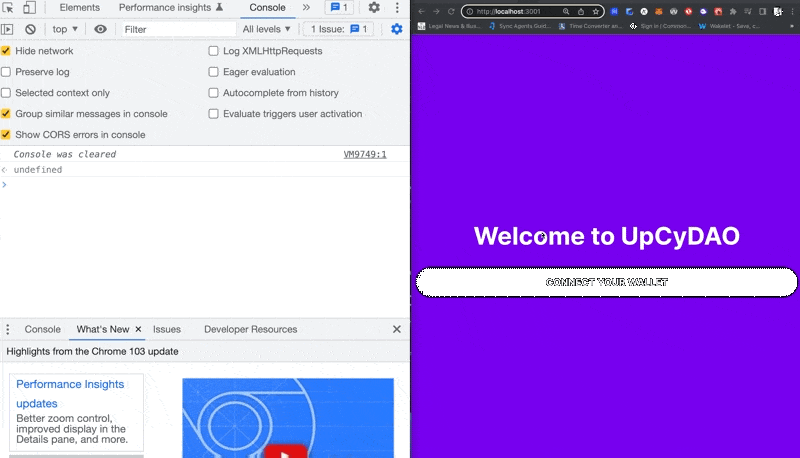 Elements Performance insights Console » 1
top ▾ Filter All levels ▾ 1 Issue: 1
Hide network Log XMLHttpRequests
Preserve log Eager evaluation
Selected context only Autocomplete from history
Group similar messages in console Evaluate triggers user activation
Show CORS errors in console
Console was cleared VM9749:1
undefined
Console What's New Issues Developer Resources
Highlights from the Chrome 103 update
Performance Insights
updates
Better zoom control,
improved display in the
Details pane, and more.
http://localhost:3001
Legal News & Bus... Sync Agents Guid... Time Converter an... Sign in (Common... Wakelet - Save, c...
Welcome to UpCyDAO
CONNECT YOUR WALLET